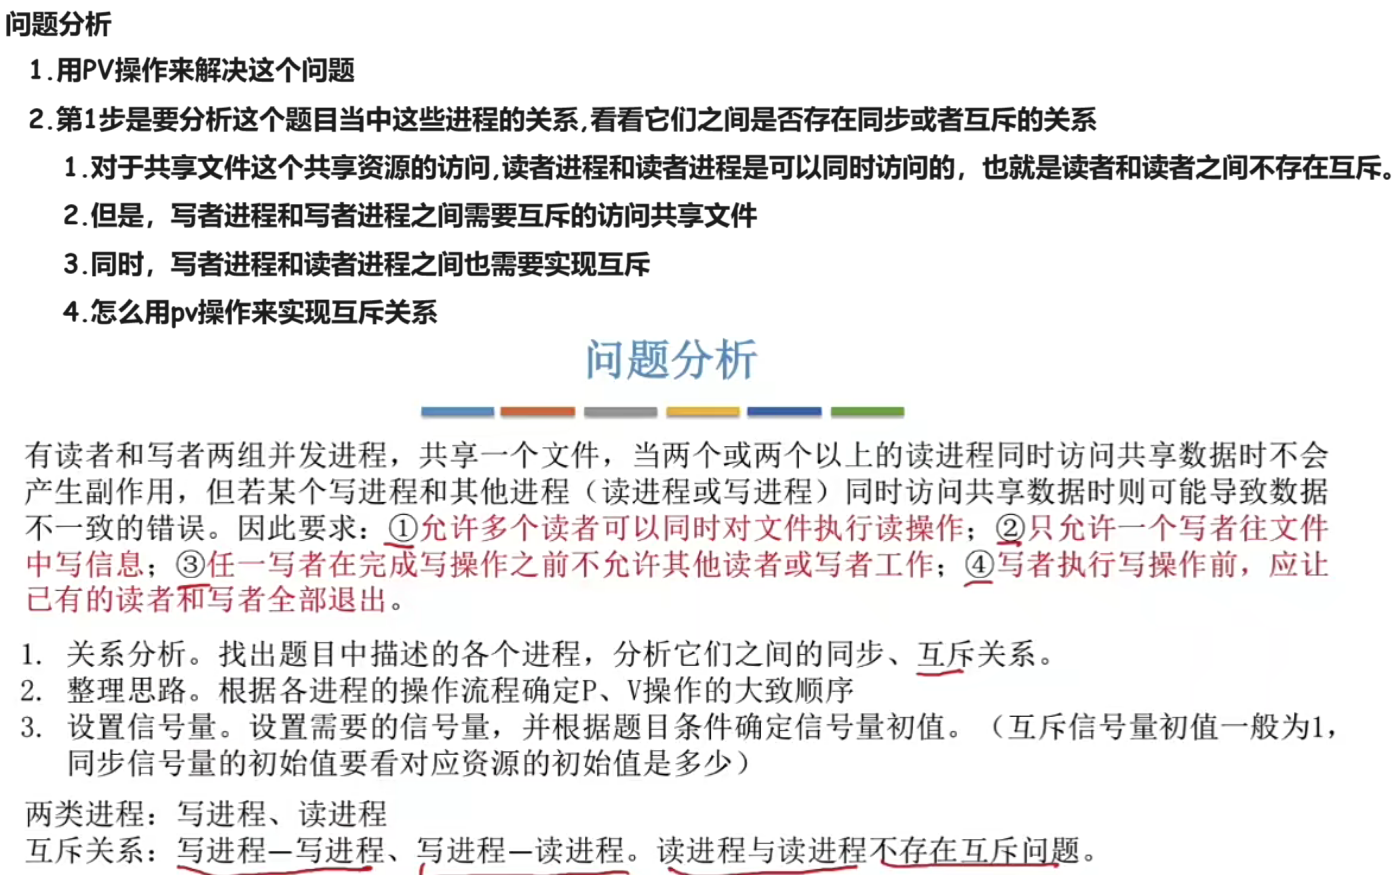 问题分析
1.用PV操作来解决这个问题
2.第1步是要分析这个题目当中这些进程的关系,看看它们之间是否存在同步或者互斥的关系
1.对于共享文件这个共享资源的访问,读者进程和读者进程是可以同时访问的，也就是读者和读者之间不存在互斥。
2.但是，写者进程和写者进程之间需要互斥的访问共享文件
3.同时，写者进程和读者进程之间也需要实现互斥
4.怎么用pv操作来实现互斥关系
问题分析
有读者和写者两组并发进程，共享一个文件，当两个或两个以上的读进程同时访问共享数据时不会
产生副作用，但若某个写进程和其他进程（读进程或写进程）同时访问共享数据时则可能导致数据
不一致的错误。因此要求：①允许多个读者可以同时对文件执行读操作；②只允许一个写者往文件
中写信息；③任一写者在完成写操作之前不允许其他读者或写者工作；④写者执行写操作前，应让
已有的读者和写者全部退出。
1. 关系分析。找出题目中描述的各个进程，分析它们之间的同步、互斥关系。
2. 整理思路。根据各进程的操作流程确定P、V操作的大致顺序
3. 设置信号量。设置需要的信号量，并根据题目条件确定信号量初值。（互斥信号量初值一般为1，
同步信号量的初始值要看对应资源的初始值是多少）
两类进程：写进程、读进程
互斥关系：写进程—写进程、写进程—读进程。读进程与读进程不存在互斥问题。